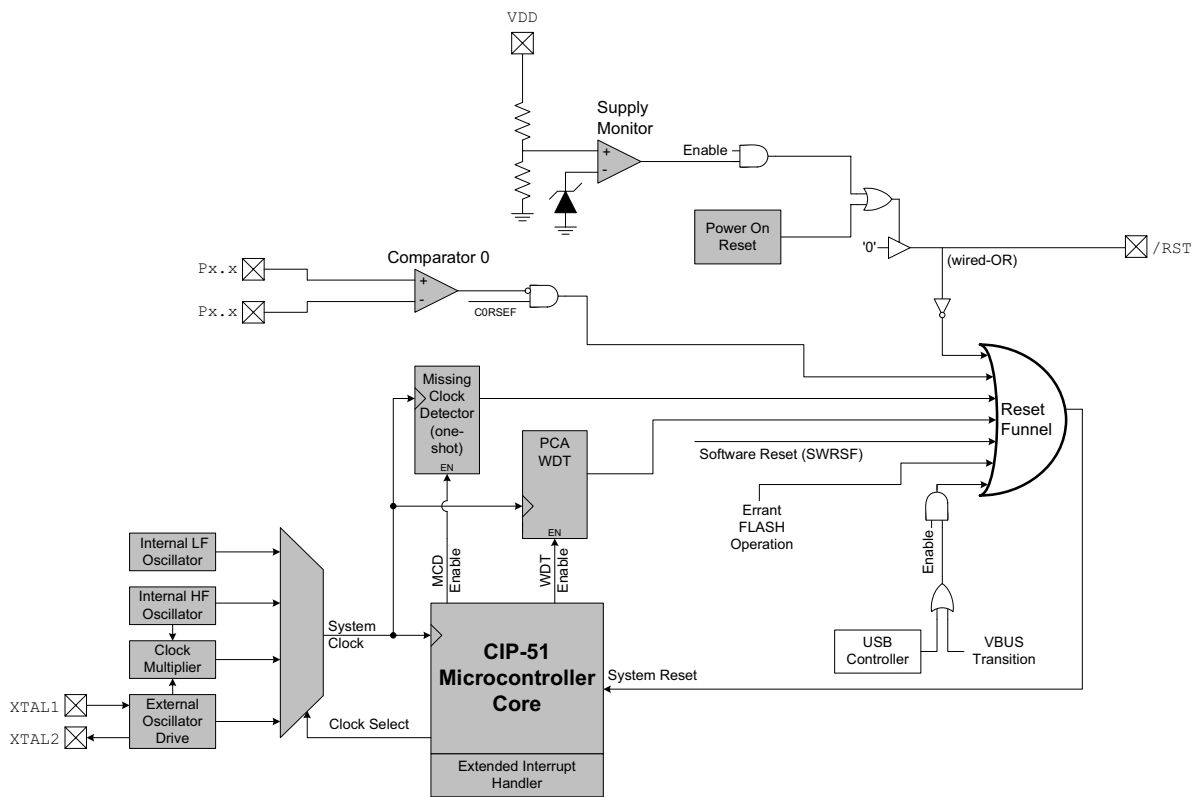 VDD
Supply
Monitor
+
-
Enable
Power On
Reset
'0'
/RST
(wired-OR)
Px.x
Comparator 0
+
-
Px.x
C0RSEF
Missing
Clock
Detector
(one-
shot)
EN
PCA
WDT
EN
Reset
Funnel
Software Reset (SWRSF)
Errant
FLASH
Operation
Enable
MCD
Enable
WDT
Enable
Internal LF
Oscillator
Internal HF
Oscillator
Clock
Multiplier
System
Clock
CIP-51
Microcontroller
Core
USB
Controller
VBUS
Transition
System Reset
XTAL1
External
Oscillator
Drive
XTAL2
Clock Select
Extended Interrupt
Handler